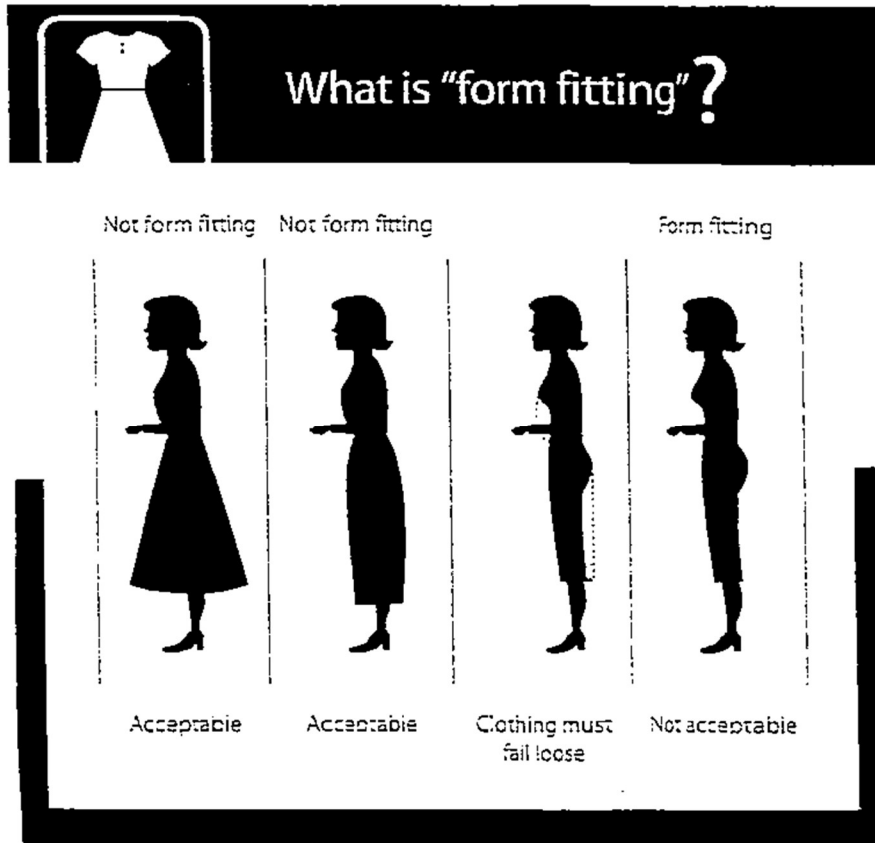 What is "form fitting"?
Not form fitting
Not form fitting
Form fitting
Acceptable
Acceptable
Clothing must
fall loose
Not acceptable